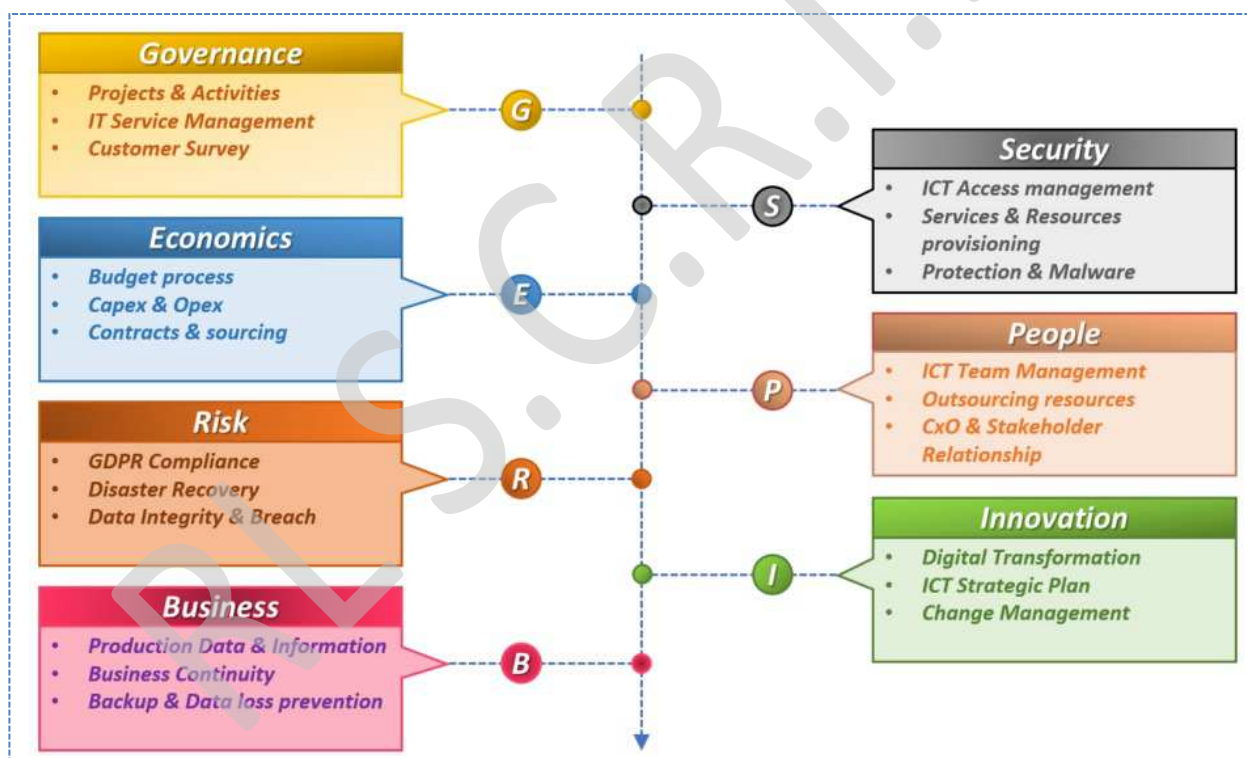 Governance
• Projects & Activities
• IT Service Management
• Customer Survey
G
Security
• ICT Access management
• Services & Resources
provisioning
• Protection & Malware
S
Economics
• Budget process
• Capex & Opex
• Contracts & sourcing
E
People
• ICT Team Management
• Outsourcing resources
• CxO & Stakeholder
Relationship
P
Risk
• GDPR Compliance
• Disaster Recovery
• Data Integrity & Breach
R
Innovation
• Digital Transformation
• ICT Strategic Plan
• Change Management
I
Business
• Production Data & Information
• Business Continuity
• Backup & Data loss prevention
B